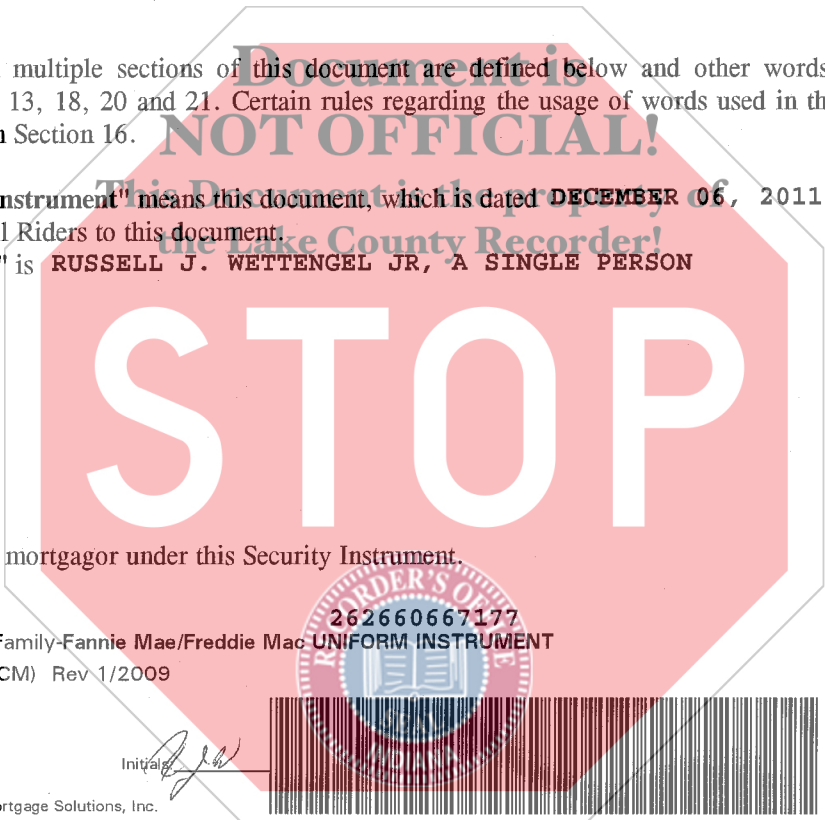 Document is
multiple sections of this document are defined below and other words
13, 18, 20 and 21. Certain rules regarding the usage of words used in th
NOT OFFICIAL!
Section 16.
This Document is the property of
nstrument" means this document, which is dated DECEMBER 06, 2011
the Lake County Recorder!
l Riders to this document.
" is RUSSELL J. WETTENGEL JR, A SINGLE PERSON
STOP
mortgagor under this Security Instrument.
RECORDER'S OFFICE
262660667177
Family-Fannie Mae/Freddie Mac UNIFORM INSTRUMENT
CM) Rev 1/2009
SEAL
INDIANA
Initials:
ortgage Solutions, Inc.